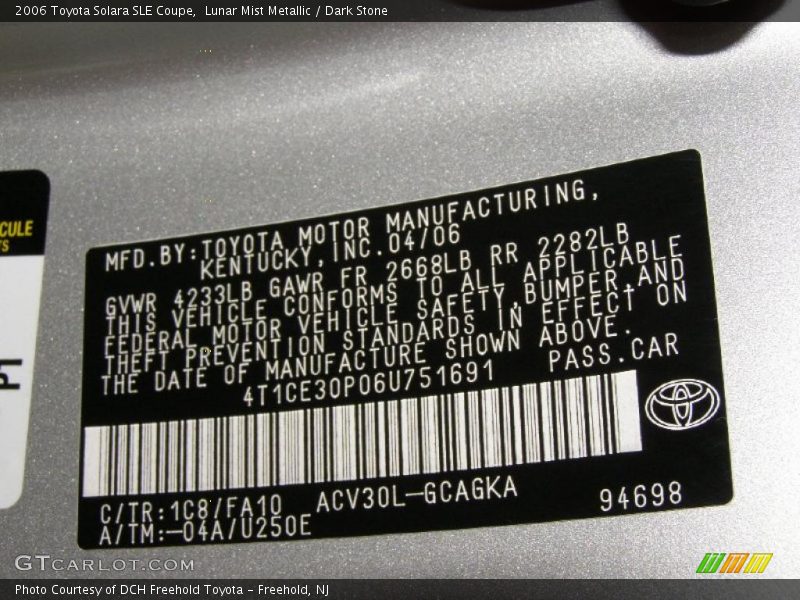 2006 Toyota Solara SLE Coupe,  Lunar Mist Metallic / Dark Stone
CULE
TS
MFD.BY:TOYOTA MOTOR MANUFACTURING,
KENTUCKY,INC.04/06
GVWR 4233LB GAWR FR 2668LB RR 2282LB
THIS VEHICLE CONFORMS TO ALL APPLICABLE
FEDERAL MOTOR VEHICLE SAFETY,BUMPER,AND
THEFT PREVENTION STANDARDS IN EFFECT ON
THE DATE OF MANUFACTURE SHOWN ABOVE.
4T1CE30P06U751691 PASS.CAR
C/TR:1C8/FA10 ACV30L-GCAGKA
A/TM:-04A/U250E 94698
GTCARLOT.COM
Photo Courtesy of DCH Freehold Toyota - Freehold, NJ